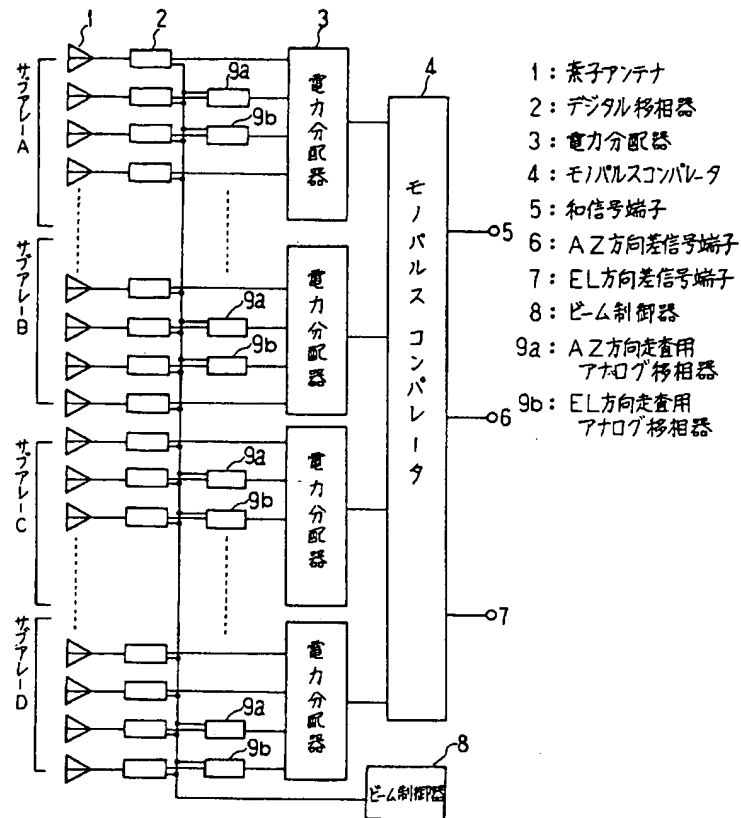 1
2
3
4
サブアレーA
9a
9b
電力分配器
サブアレーB
9a
9b
電力分配器
サブアレーC
9a
9b
電力分配器
サブアレーD
9a
9b
電力分配器
モノパルス コンパレータ
5
6
7
8
ビーム制御器
1：素子アンテナ
2：デジタル移相器
3：電力分配器
4：モノパルスコンパレータ
5：和信号端子
6：AZ方向差信号端子
7：EL方向差信号端子
8：ビーム制御器
9a：AZ方向走査用
アナログ移相器
9b：EL方向走査用
アナログ移相器